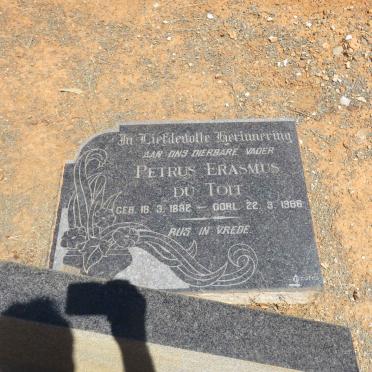 In Liefdevolle Herinnering
AAN ONS DIERBARE VADER
PETRUS ERASMUS
DU TOIT
GEB. 18. 3. 1882 — OORL. 22. 3. 1966
RUS IN VREDE.